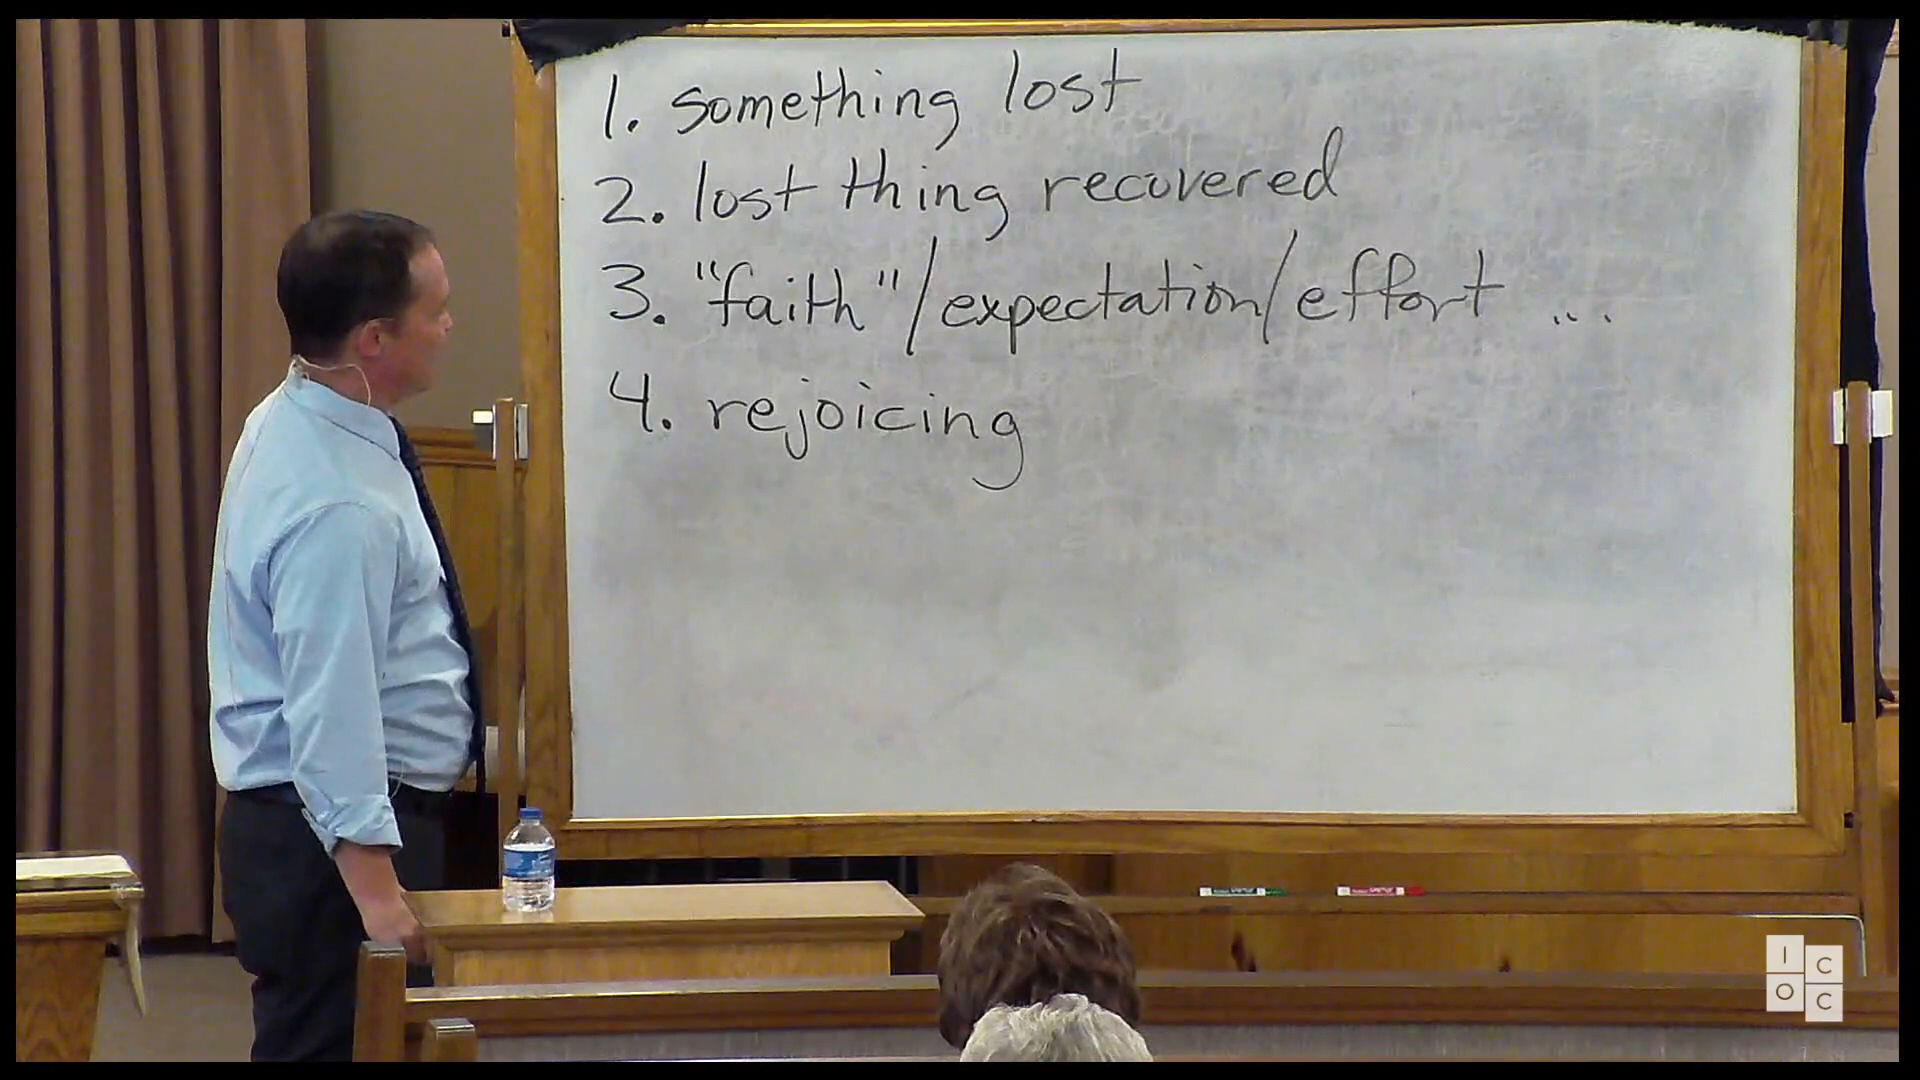 1. something lost
2. lost thing recovered
3. "faith"/expectation/effort ...
4. rejoicing
I C
O C